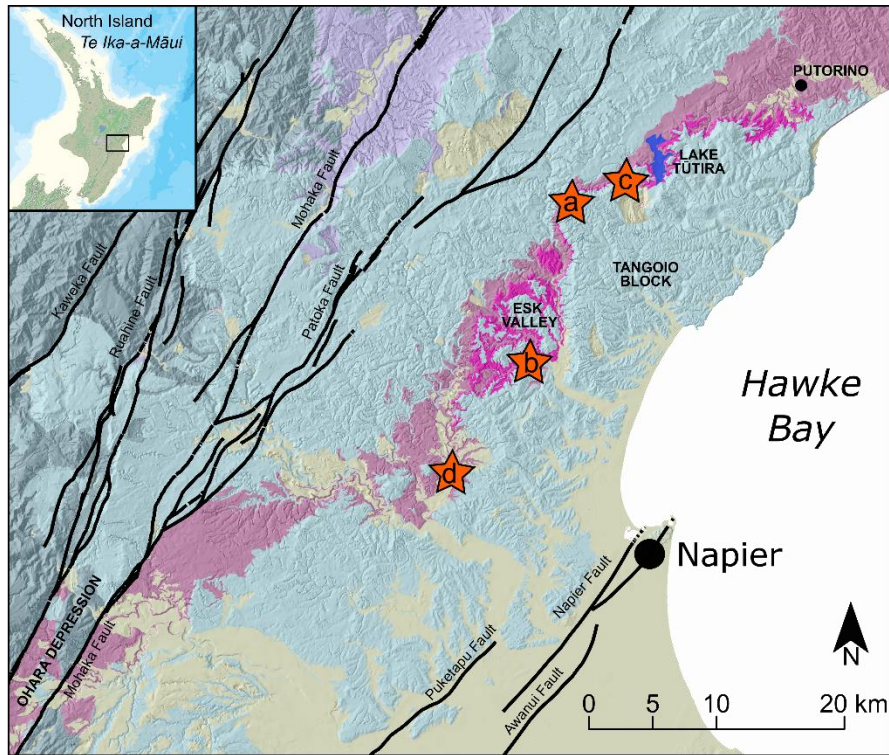 North Island
Te Ika-a-Māui
PUTORINO
Mohaka Fault
LAKE
TŪTIRA
c
a
Kaweka Fault
Ruahine Fault
Patoka Fault
TANGOIO
BLOCK
ESK
VALLEY
b
Hawke
Bay
d
Napier
Napier Fault
OHARA DEPRESSION
Mohaka Fault
Puketapu Fault
Awanui Fault
N
0 5 10 20 km